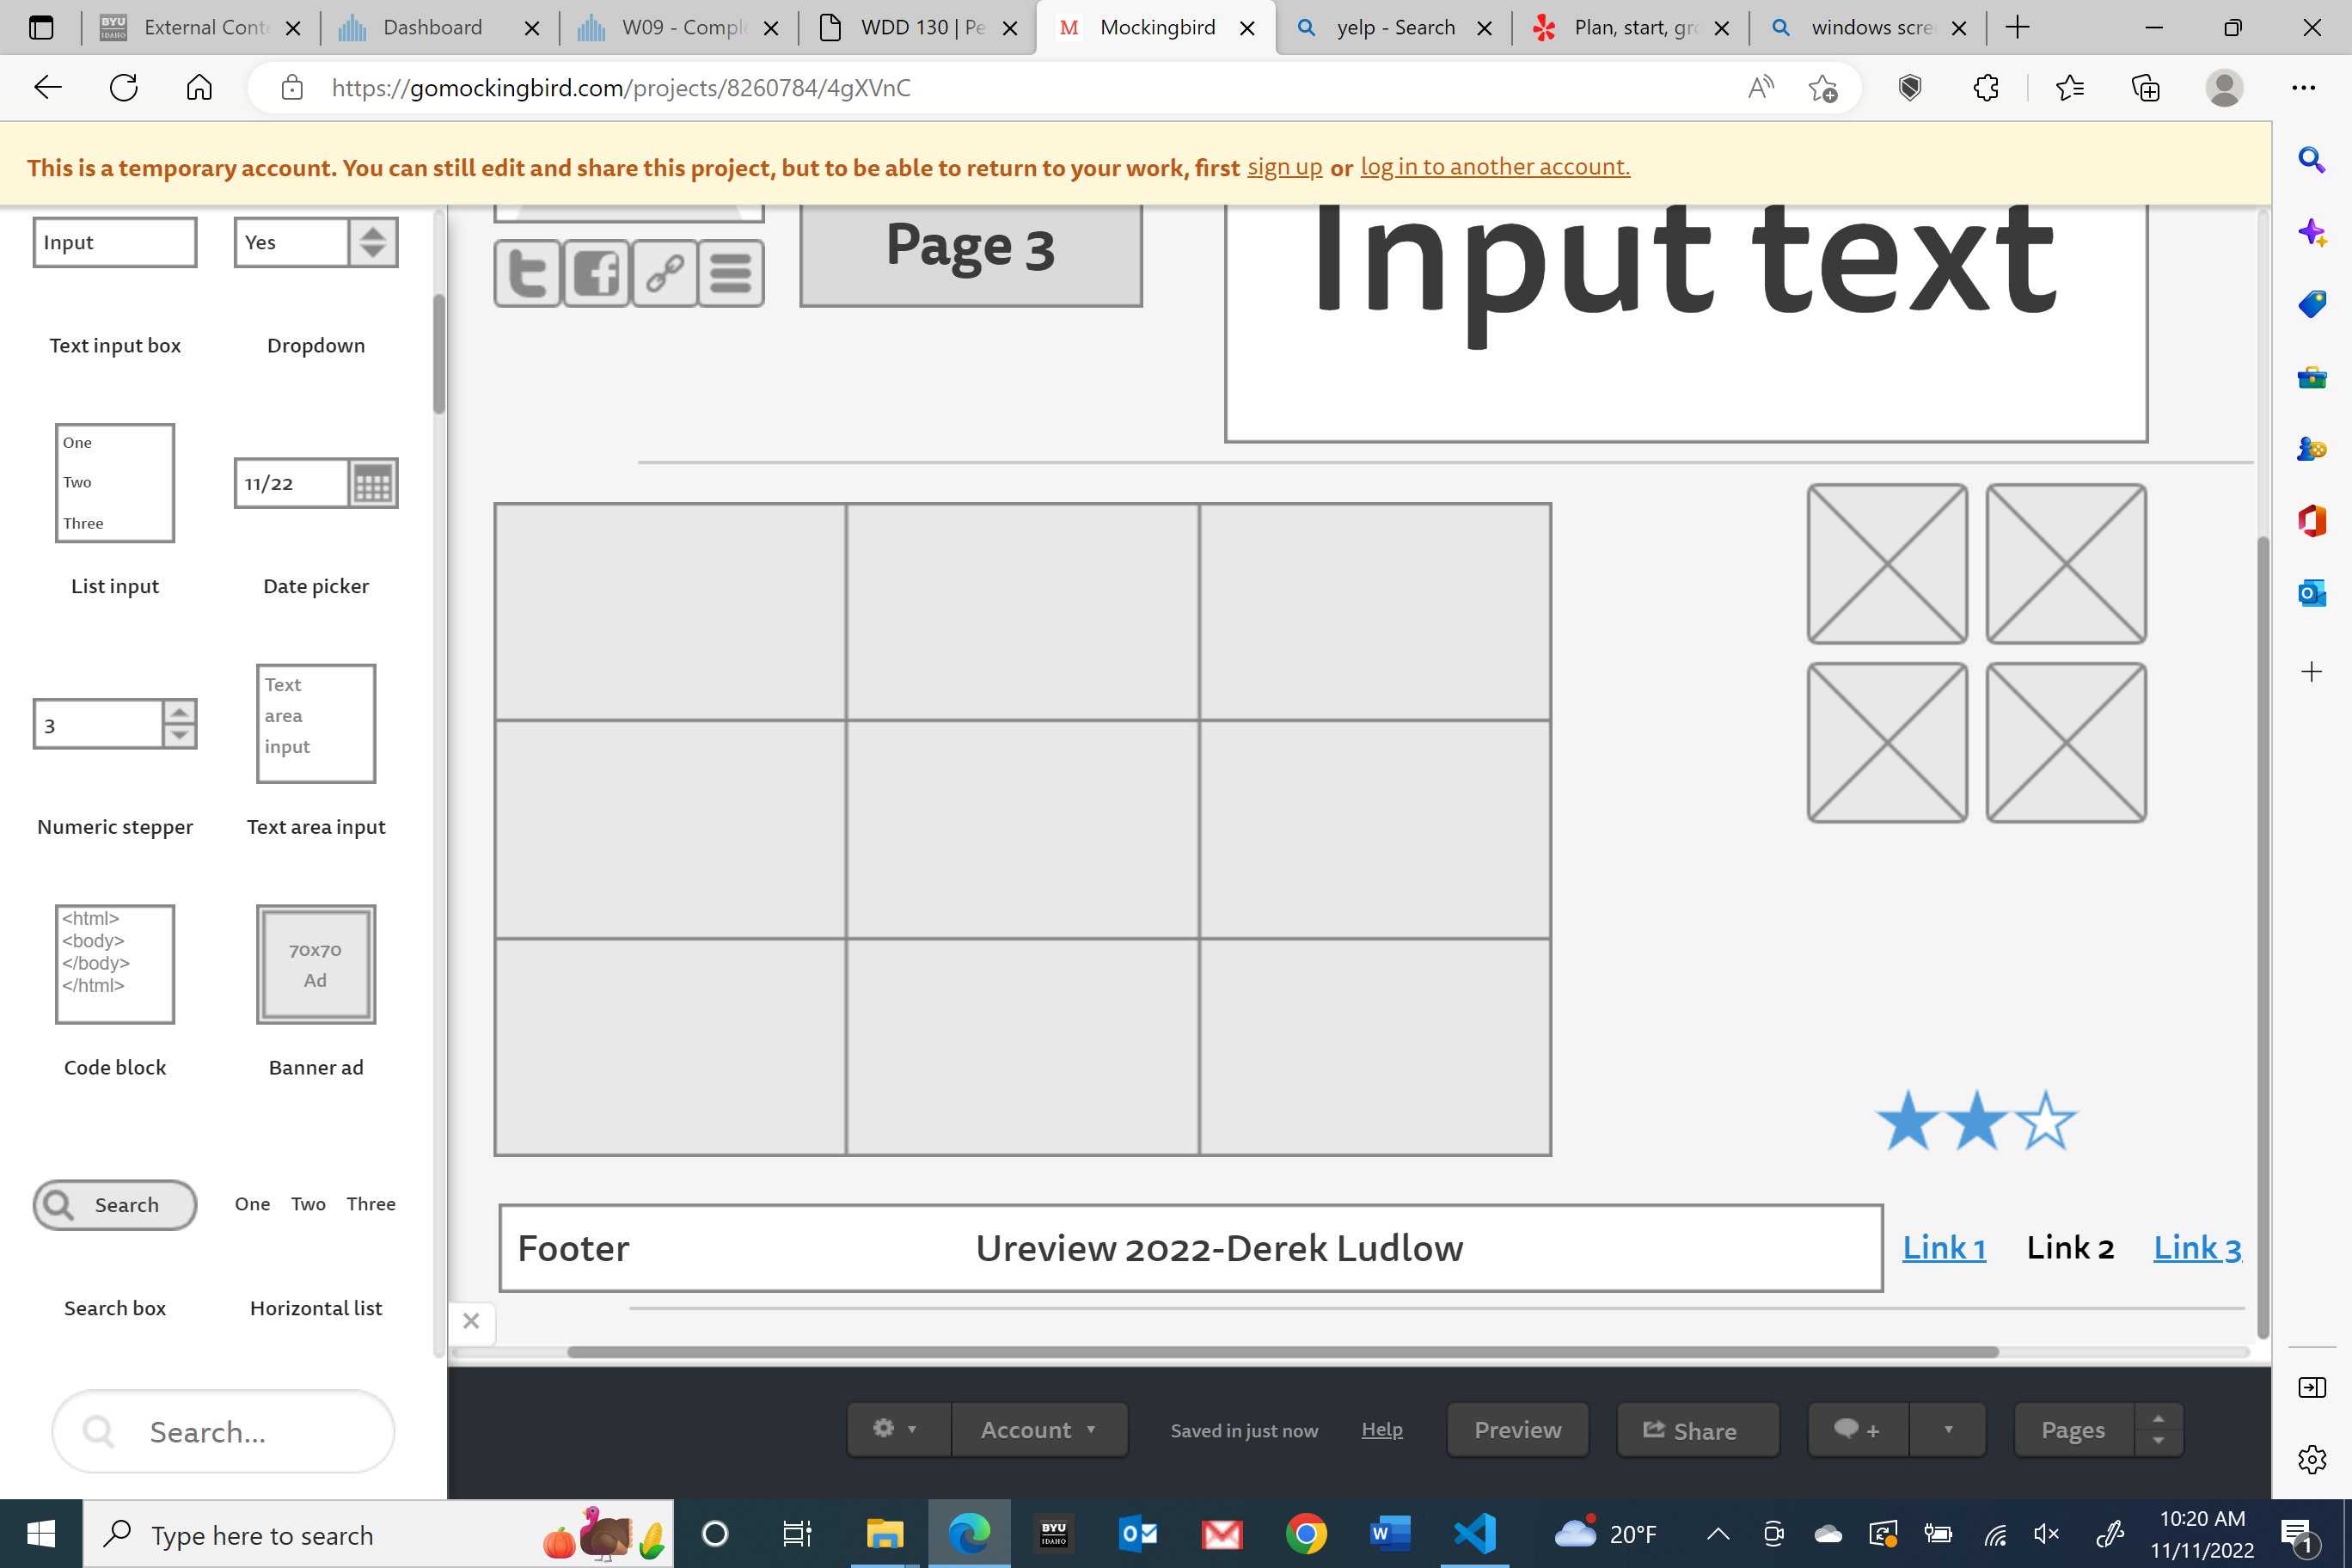 BYU IDAHO External Cont
Dashboard
W09 - Comple
WDD 130 | Pe
M Mockingbird
yelp - Search
Plan, start, gro
windows scre
https://gomockingbird.com/projects/8260784/4gXVnC
This is a temporary account. You can still edit and share this project, but to be able to return to your work, first sign up or log in to another account.
Input
Yes
Text input box
Dropdown
One
Two
Three
11/22
List input
Date picker
3
Text
area
input
Numeric stepper
Text area input
<html>
<body>
</body>
</html>
70x70
Ad
Code block
Banner ad
Search
One Two Three
Search box
Horizontal list
Search...
Page 3
Input text
Footer
Ureview 2022-Derek Ludlow
Link 1 Link 2 Link 3
Account
Saved in just now
Help
Preview
Share
+
Pages
Type here to search
BYU
IDAHO
20°F
10:20 AM
11/11/2022
1